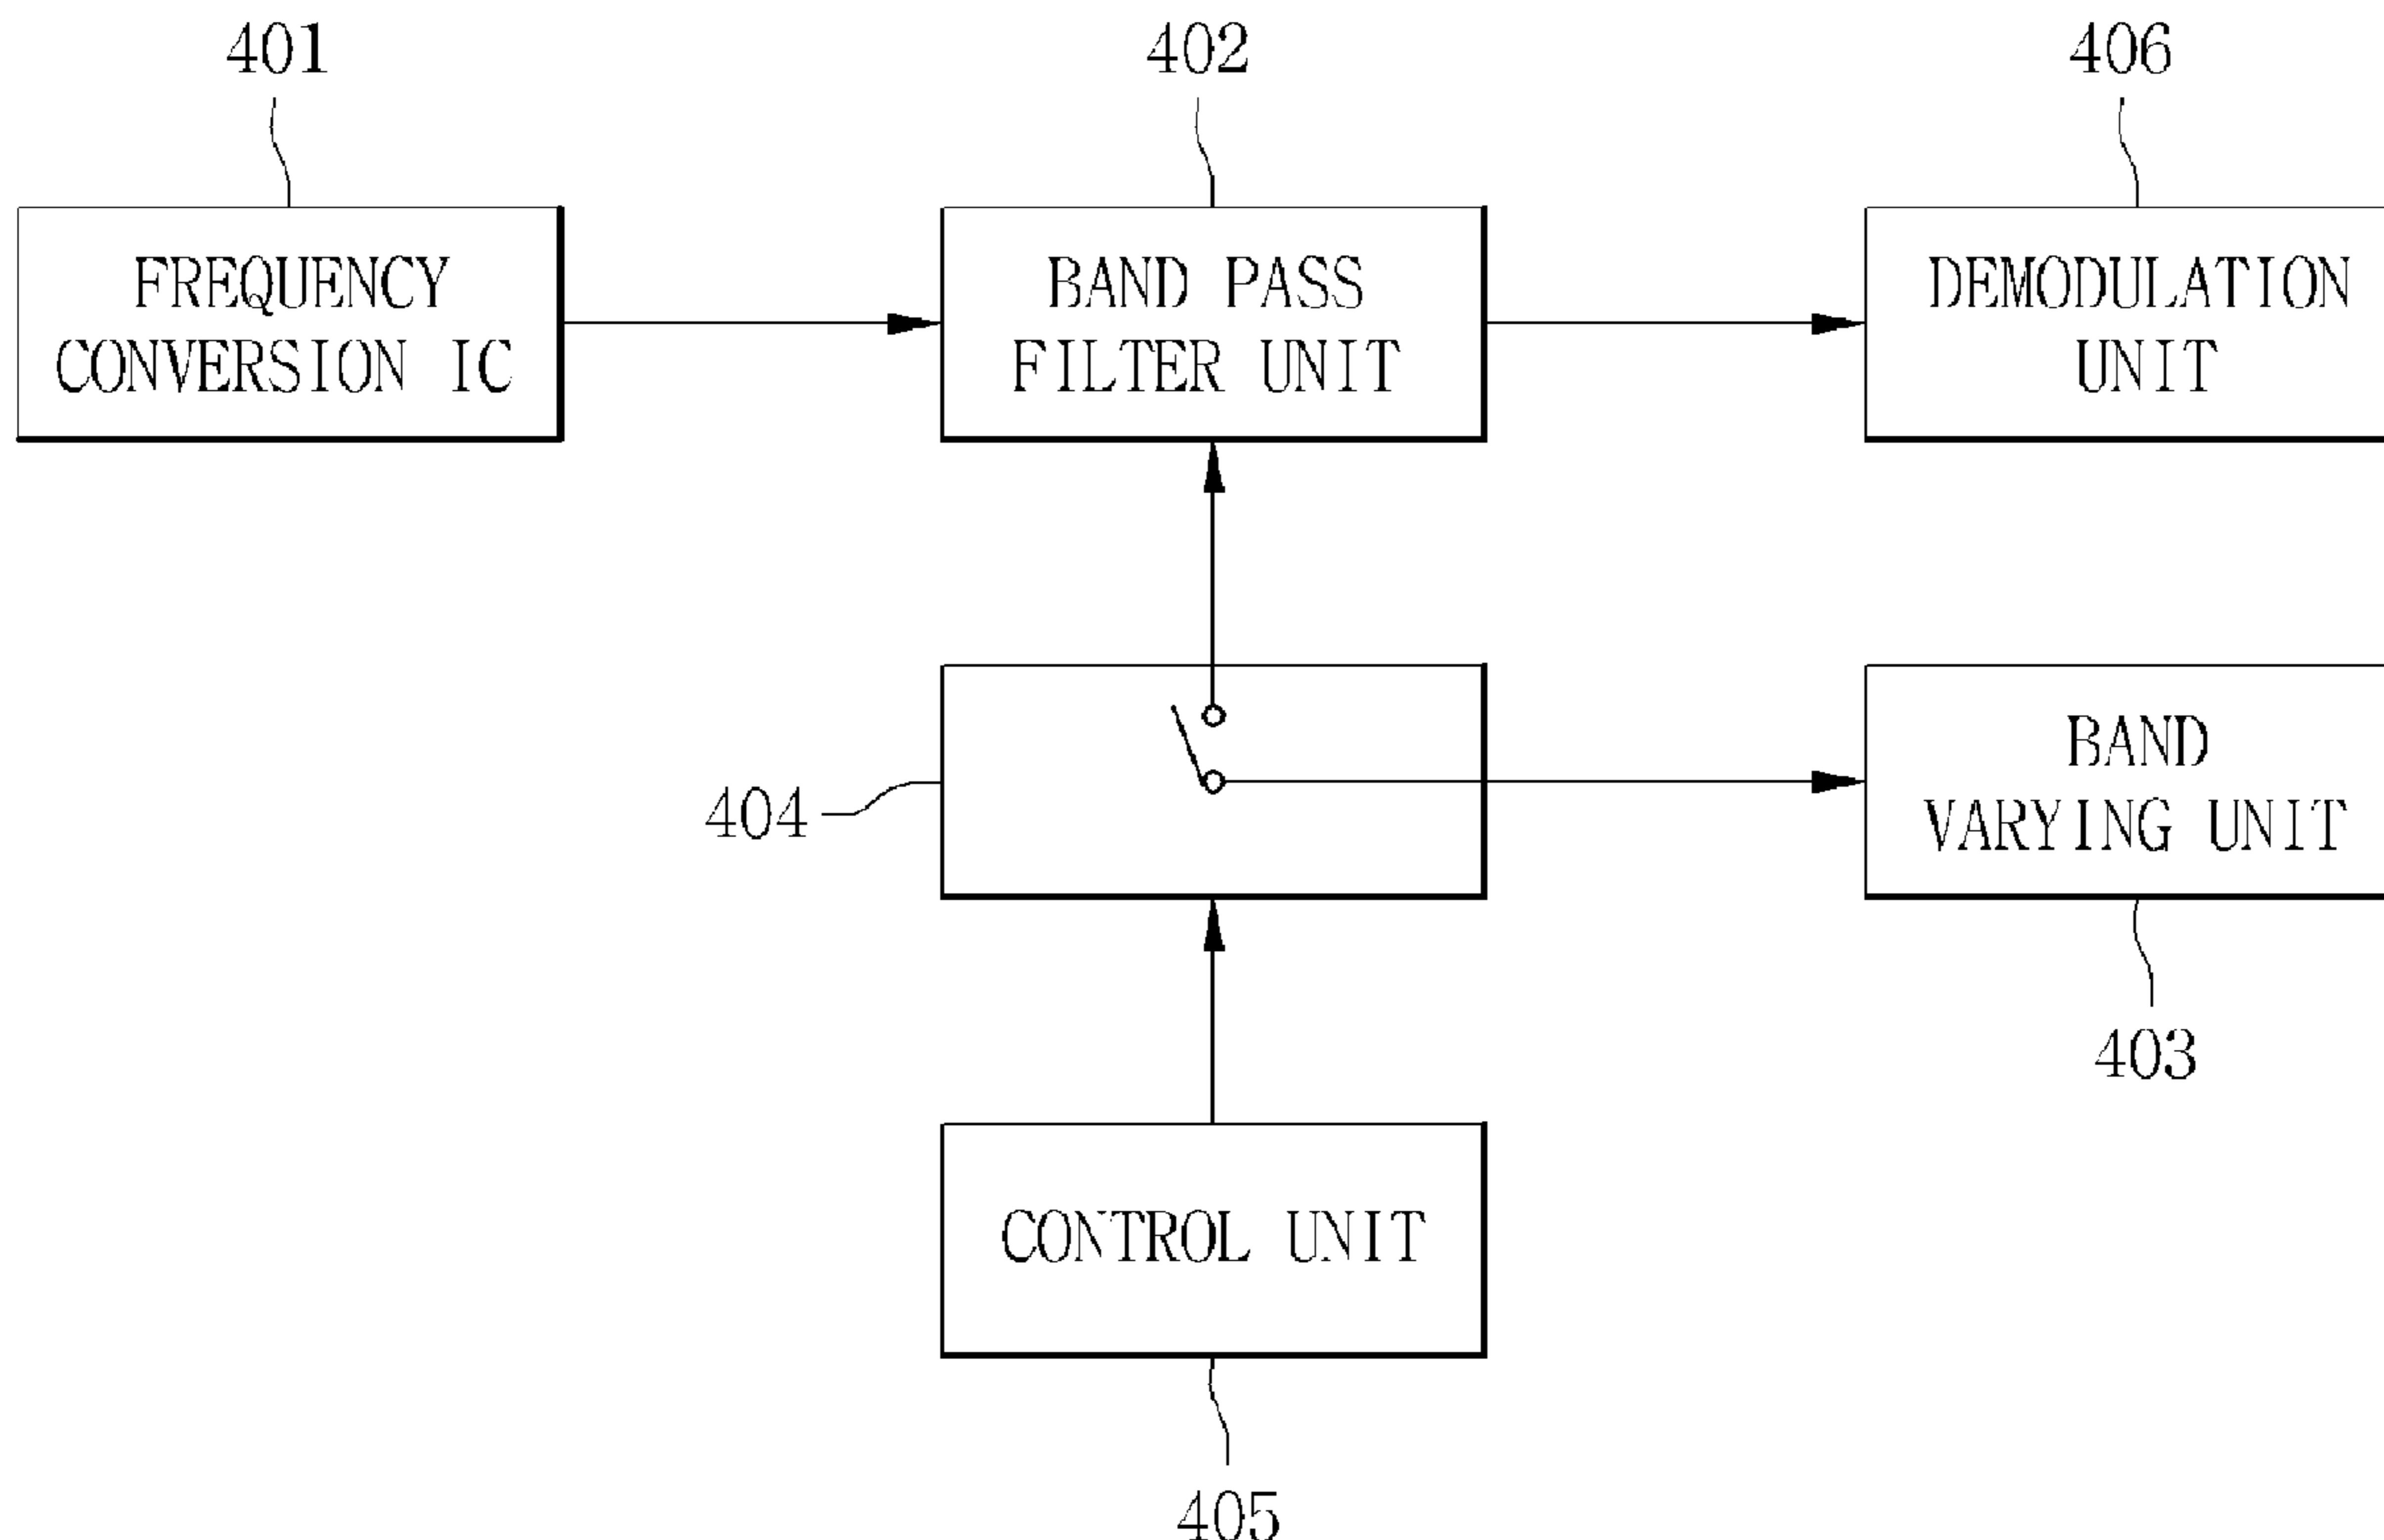 401
402
406
FREQUENCY
CONVERSION IC
BAND PASS
FILTER UNIT
DEMODULATION
UNIT
404
BAND
VARYING UNIT
403
CONTROL UNIT
405